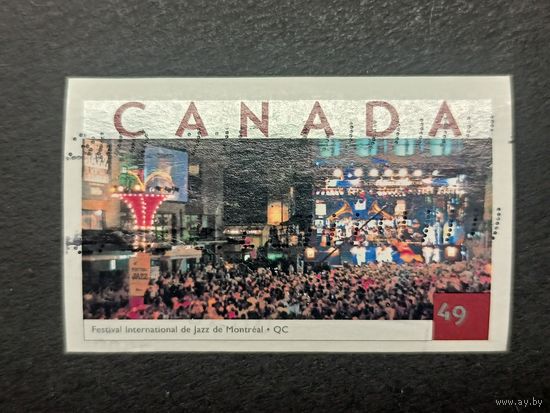 CANADA
Festival International de Jazz de Montréal • QC
49
www.ay.by